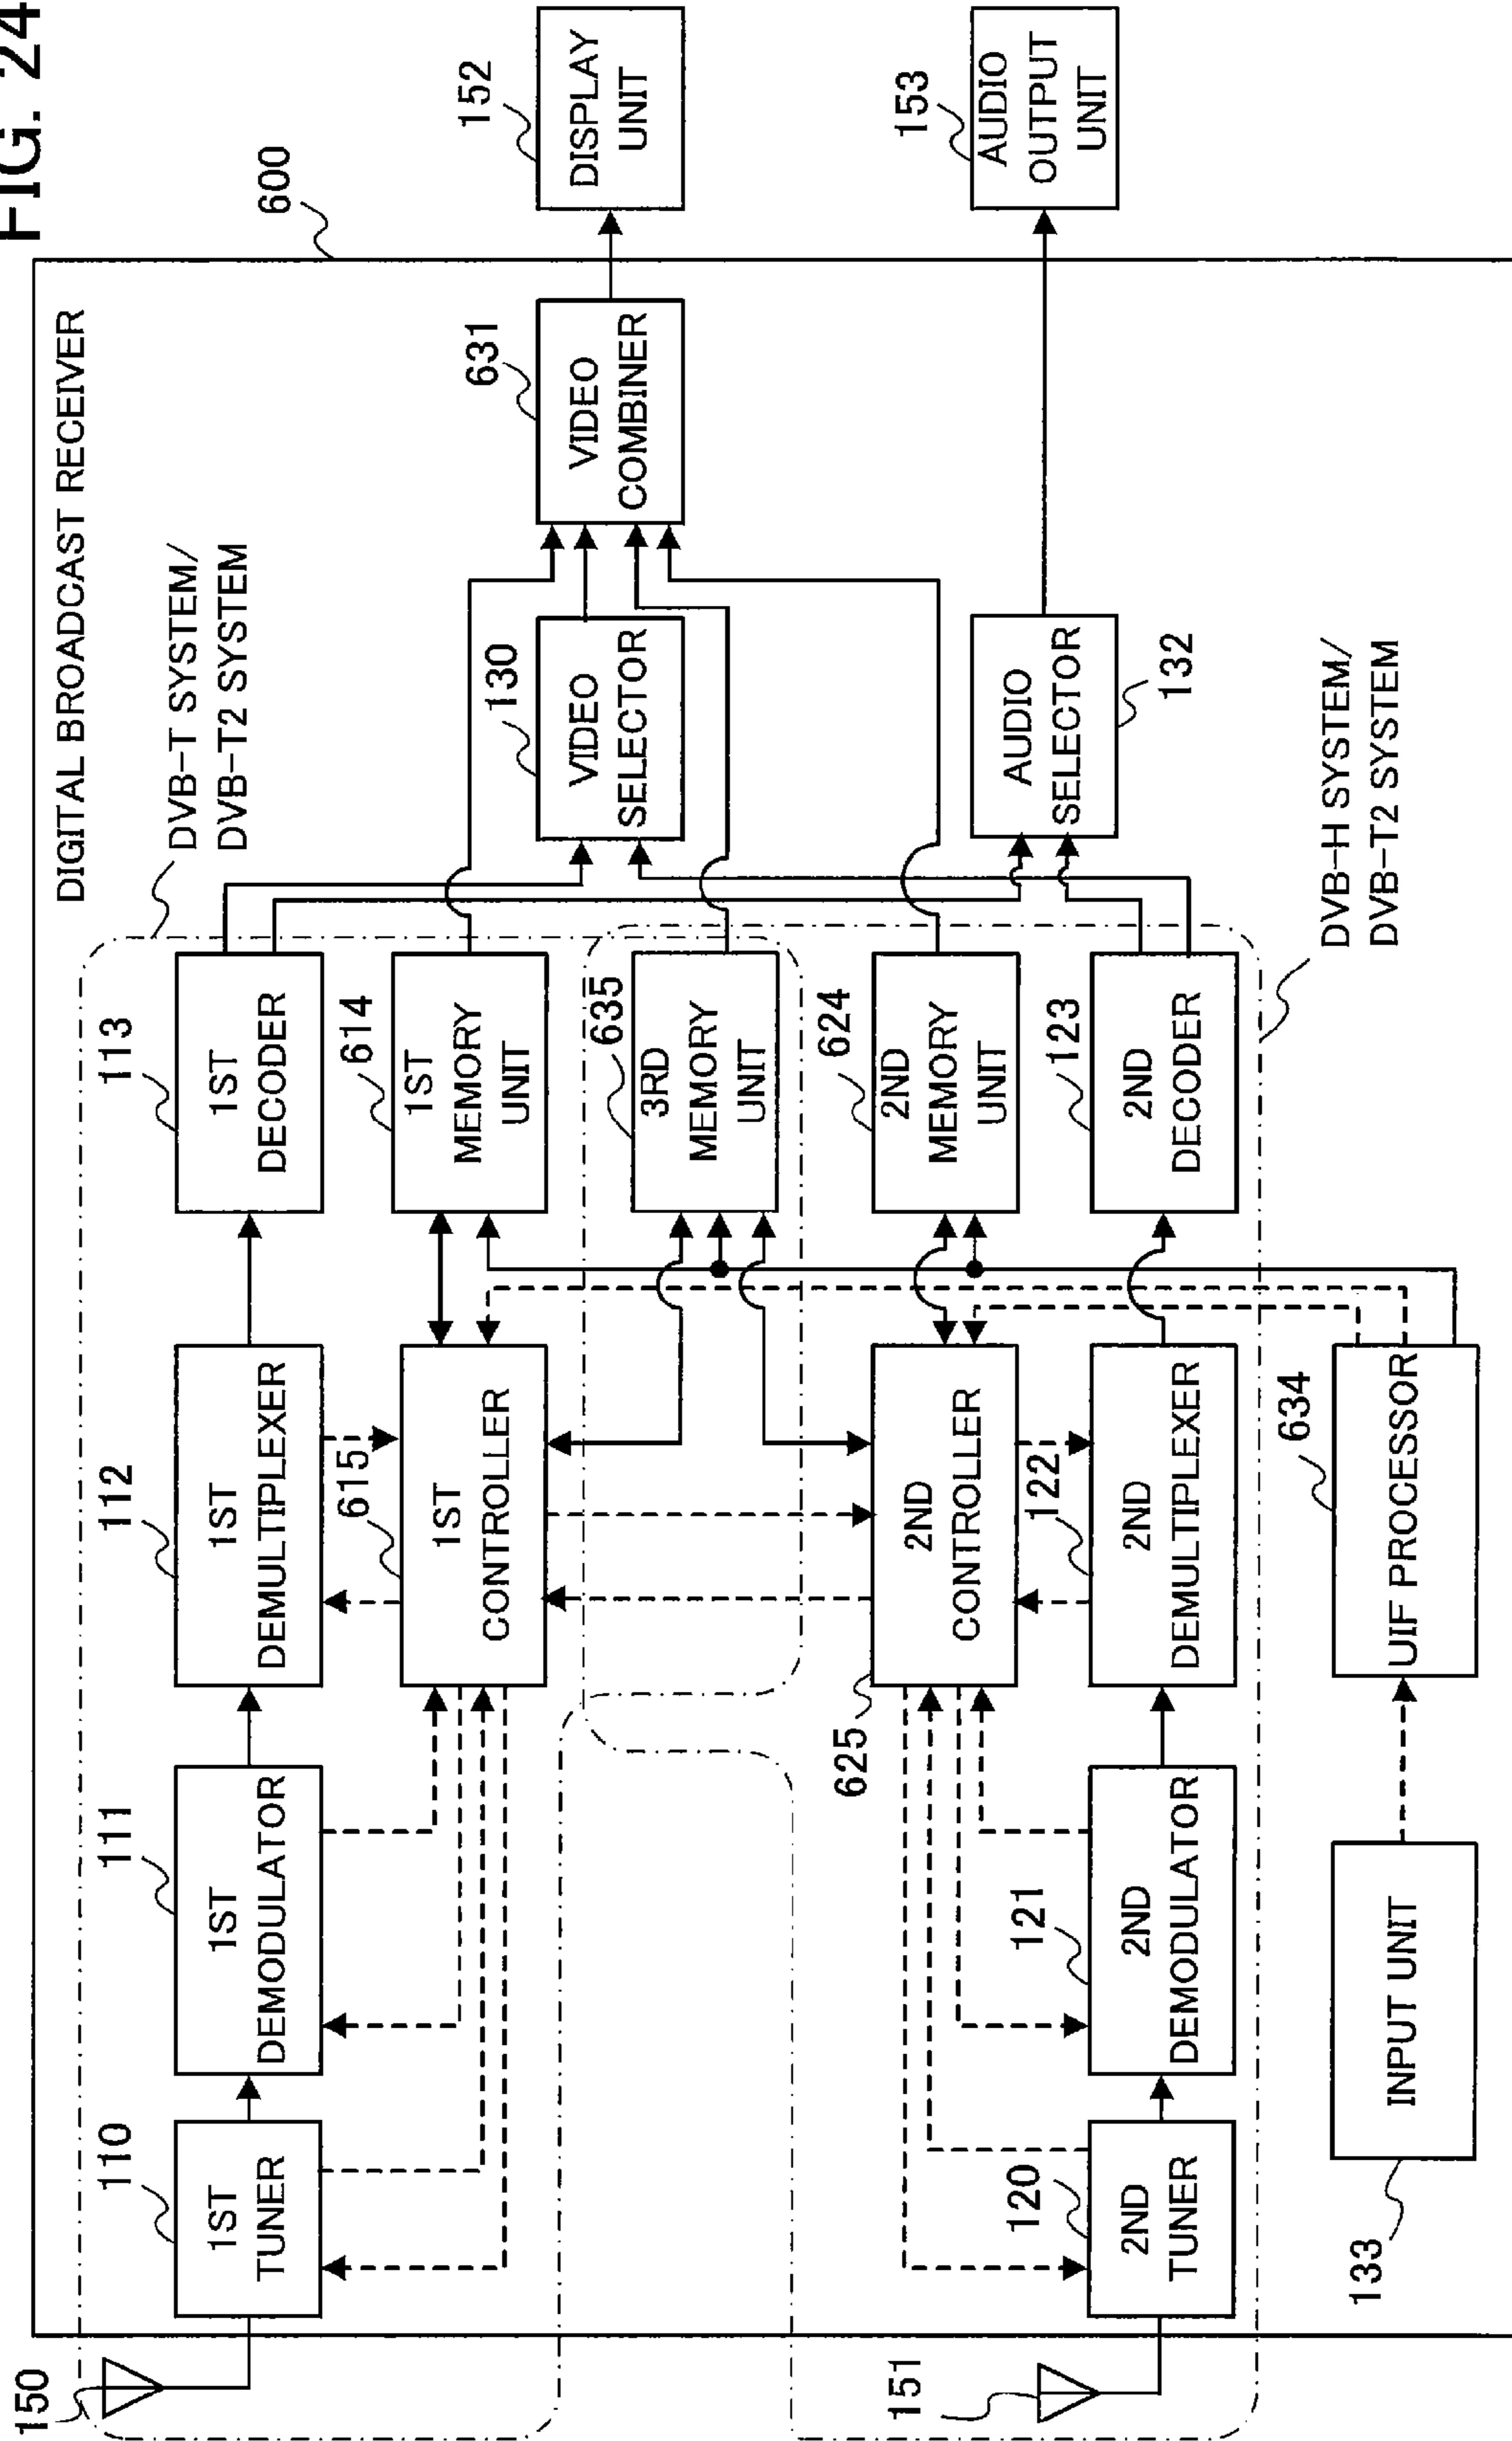 FIG. 24
600
DIGITAL BROADCAST RECEIVER
DVB-T SYSTEM/
DVB-T2 SYSTEM
150
110
1ST
TUNER
111
1ST
DEMODULATOR
112
1ST
DEMULTIPLEXER
113
1ST
DECODER
615
1ST
CONTROLLER
614
1ST
MEMORY
UNIT
635
3RD
MEMORY
UNIT
130
VIDEO
SELECTOR
631
VIDEO
COMBINER
152
DISPLAY
UNIT
625
2ND
CONTROLLER
624
2ND
MEMORY
UNIT
132
AUDIO
SELECTOR
153
AUDIO
OUTPUT
UNIT
151
120
2ND
TUNER
121
2ND
DEMODULATOR
122
2ND
DEMULTIPLEXER
123
2ND
DECODER
DVB-H SYSTEM/
DVB-T2 SYSTEM
133
INPUT UNIT
634
UIF PROCESSOR